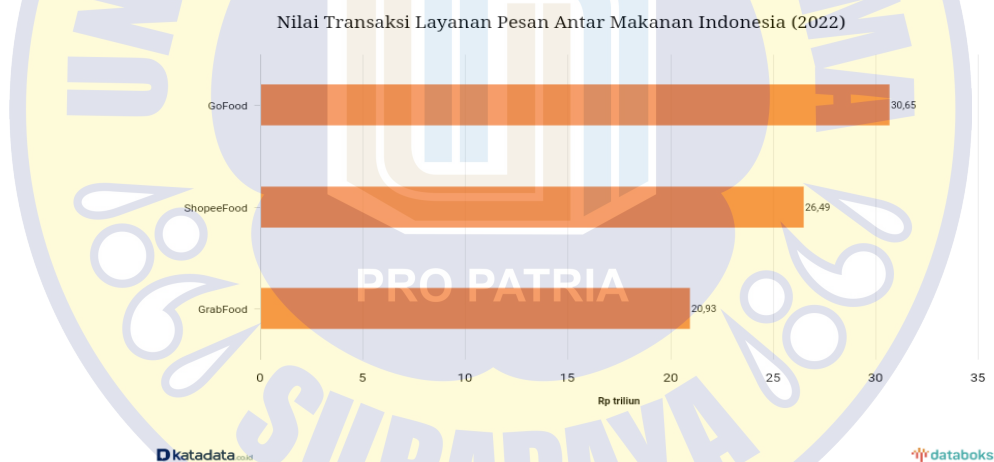 Nilai Transaksi Layanan Pesan Antar Makanan Indonesia (2022)
GoFood
30,65
ShopeeFood
26,49
GrabFood
20,93
PRO PATRIA
0 5 10 15 20 25 30 35
Rp triliun
SURABAYA
katadata.co.id
databoks